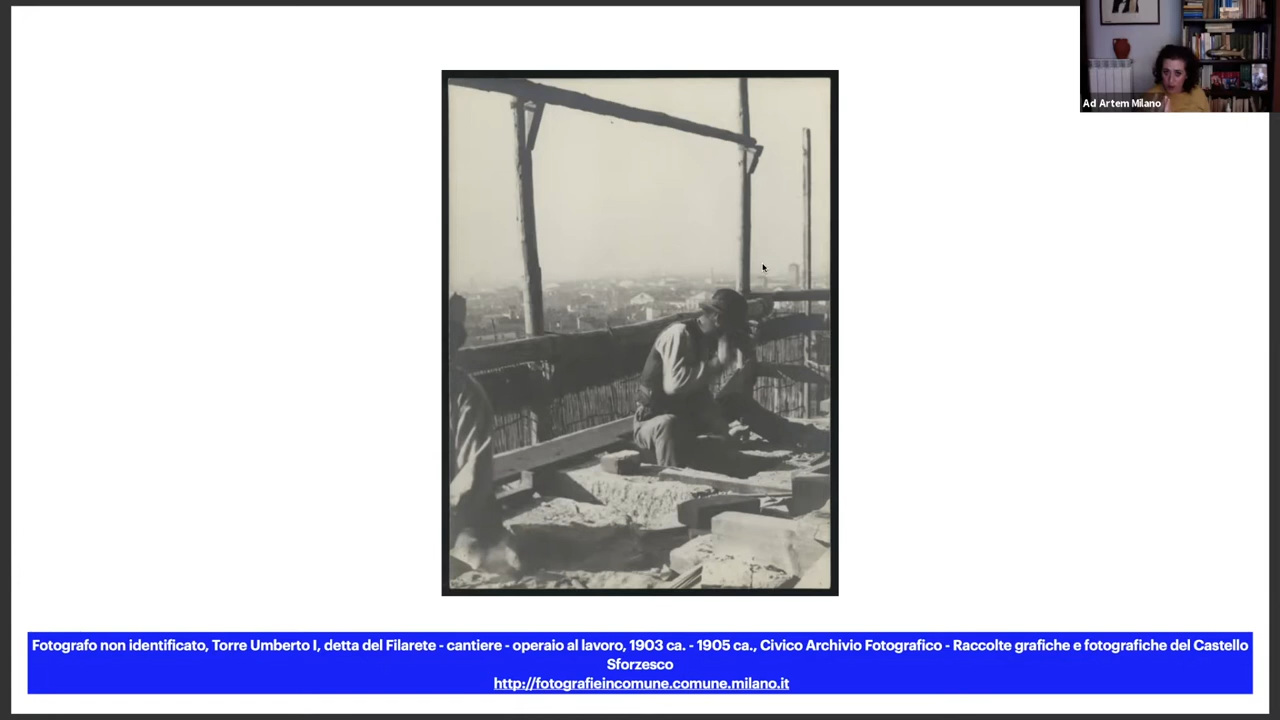 Ad Artem Milano
Fotografo non identificato, Torre Umberto I, detta del Filarete - cantiere - operaio al lavoro, 1903 ca. - 1905 ca., Civico Archivio Fotografico - Raccolte grafiche e fotografiche del Castello
Sforzesco
http://fotografieincomune.comune.milano.it